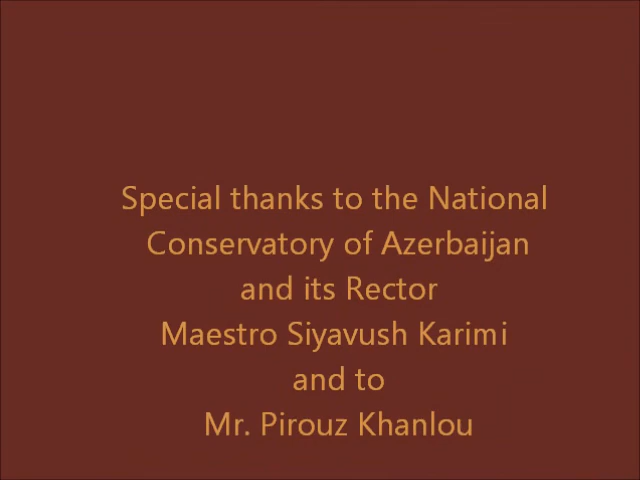 Special thanks to the National
Conservatory of Azerbaijan
and its Rector
Maestro Siyavush Karimi
and to
Mr. Pirouz Khanlou